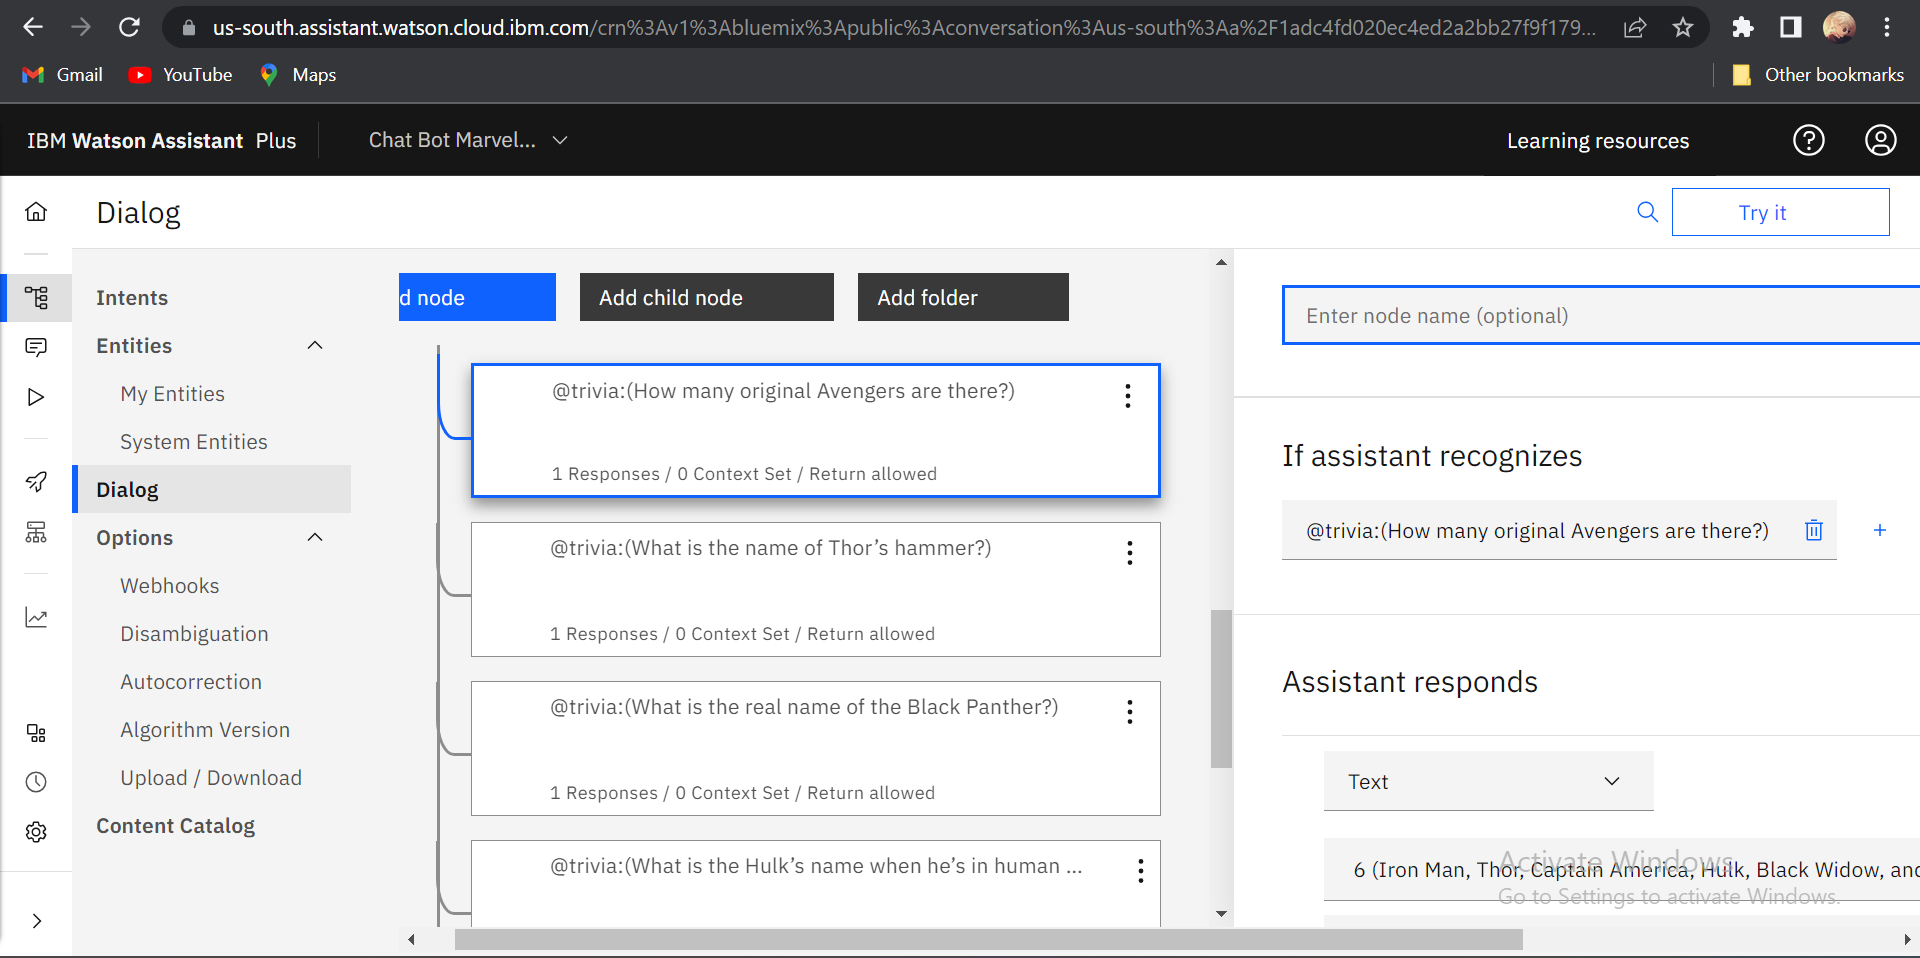 us-south.assistant.watson.cloud.ibm.com/crn%3Av1%3Abluemix%3Apublic%3Aconversation%3Aus-south%3Aa%2F1adc4fd020ec4ed2a2bb27f9f179...
Gmail
YouTube
Maps
Other bookmarks
IBM Watson Assistant Plus
Chat Bot Marvel...
Learning resources
Dialog
Try it
Intents
Entities
My Entities
System Entities
Dialog
Options
Webhooks
Disambiguation
Autocorrection
Algorithm Version
Upload / Download
Content Catalog
d node
Add child node
Add folder
@trivia:(How many original Avengers are there?)
1 Responses / 0 Context Set / Return allowed
@trivia:(What is the name of Thor’s hammer?)
1 Responses / 0 Context Set / Return allowed
@trivia:(What is the real name of the Black Panther?)
1 Responses / 0 Context Set / Return allowed
@trivia:(What is the Hulk’s name when he’s in human ...
Enter node name (optional)
If assistant recognizes
@trivia:(How many original Avengers are there?)
Assistant responds
Text
6 (Iron Man, Thor, Captain America, Hulk, Black Widow, and
Activate Windows
Go to Settings to activate Windows.